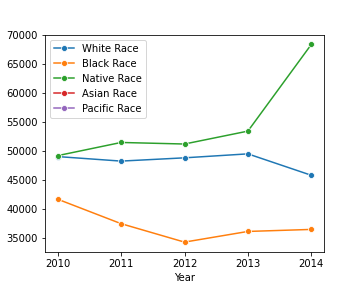 70000
65000
60000
55000
50000
45000
40000
35000
White Race
Black Race
Native Race
Asian Race
Pacific Race
2010 2011 2012 2013 2014
Year